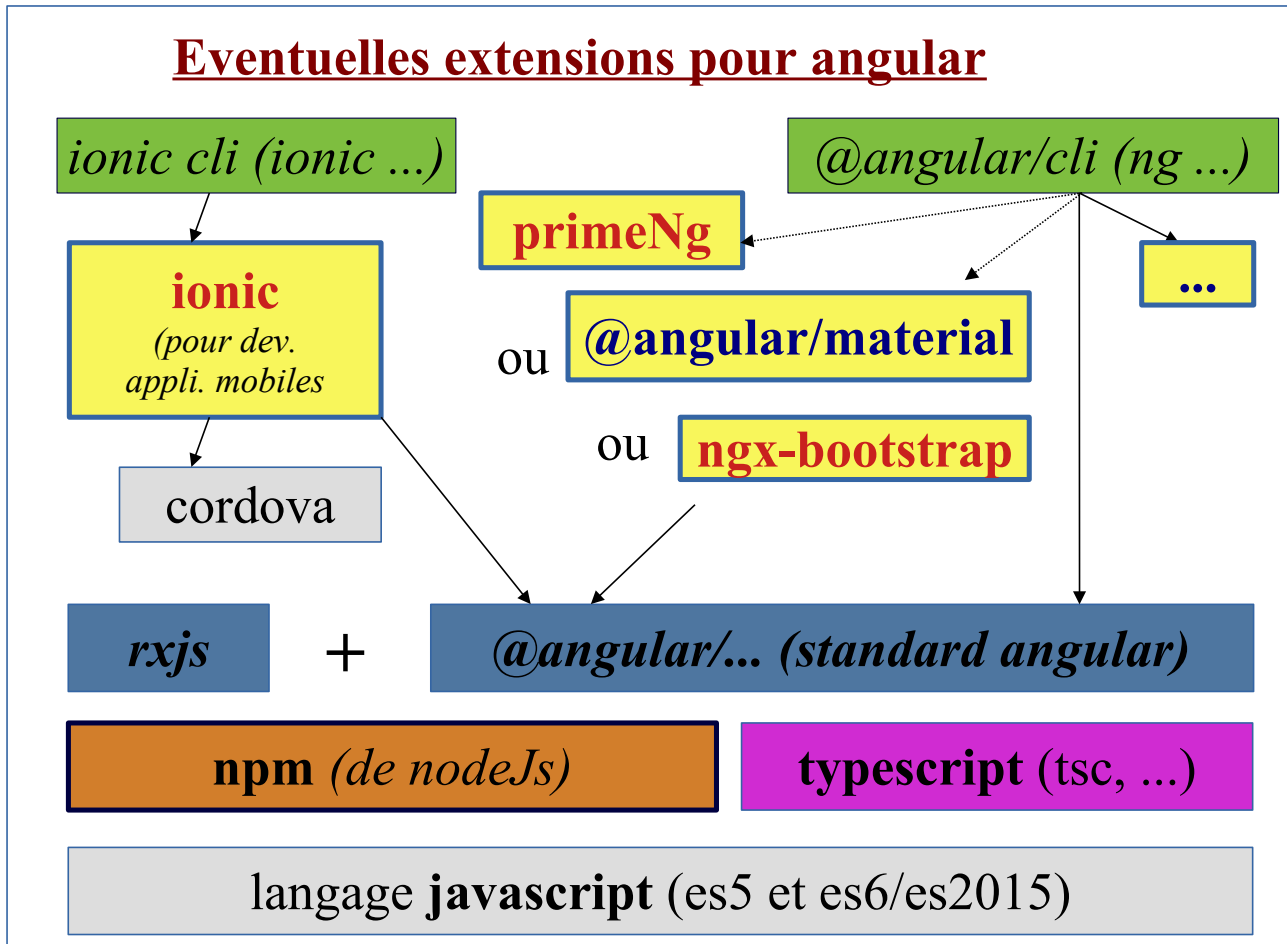 Eventuelles extensions pour angular
ionic cli (ionic ...)
@angular/cli (ng ...)
primeNg
...
ionic
(pour dev.
appli. mobiles
ou
@angular/material
ou
ngx-bootstrap
cordova
rxjs
+
@angular/... (standard angular)
npm (de nodeJs)
typescript (tsc, ...)
langage javascript (es5 et es6/es2015)